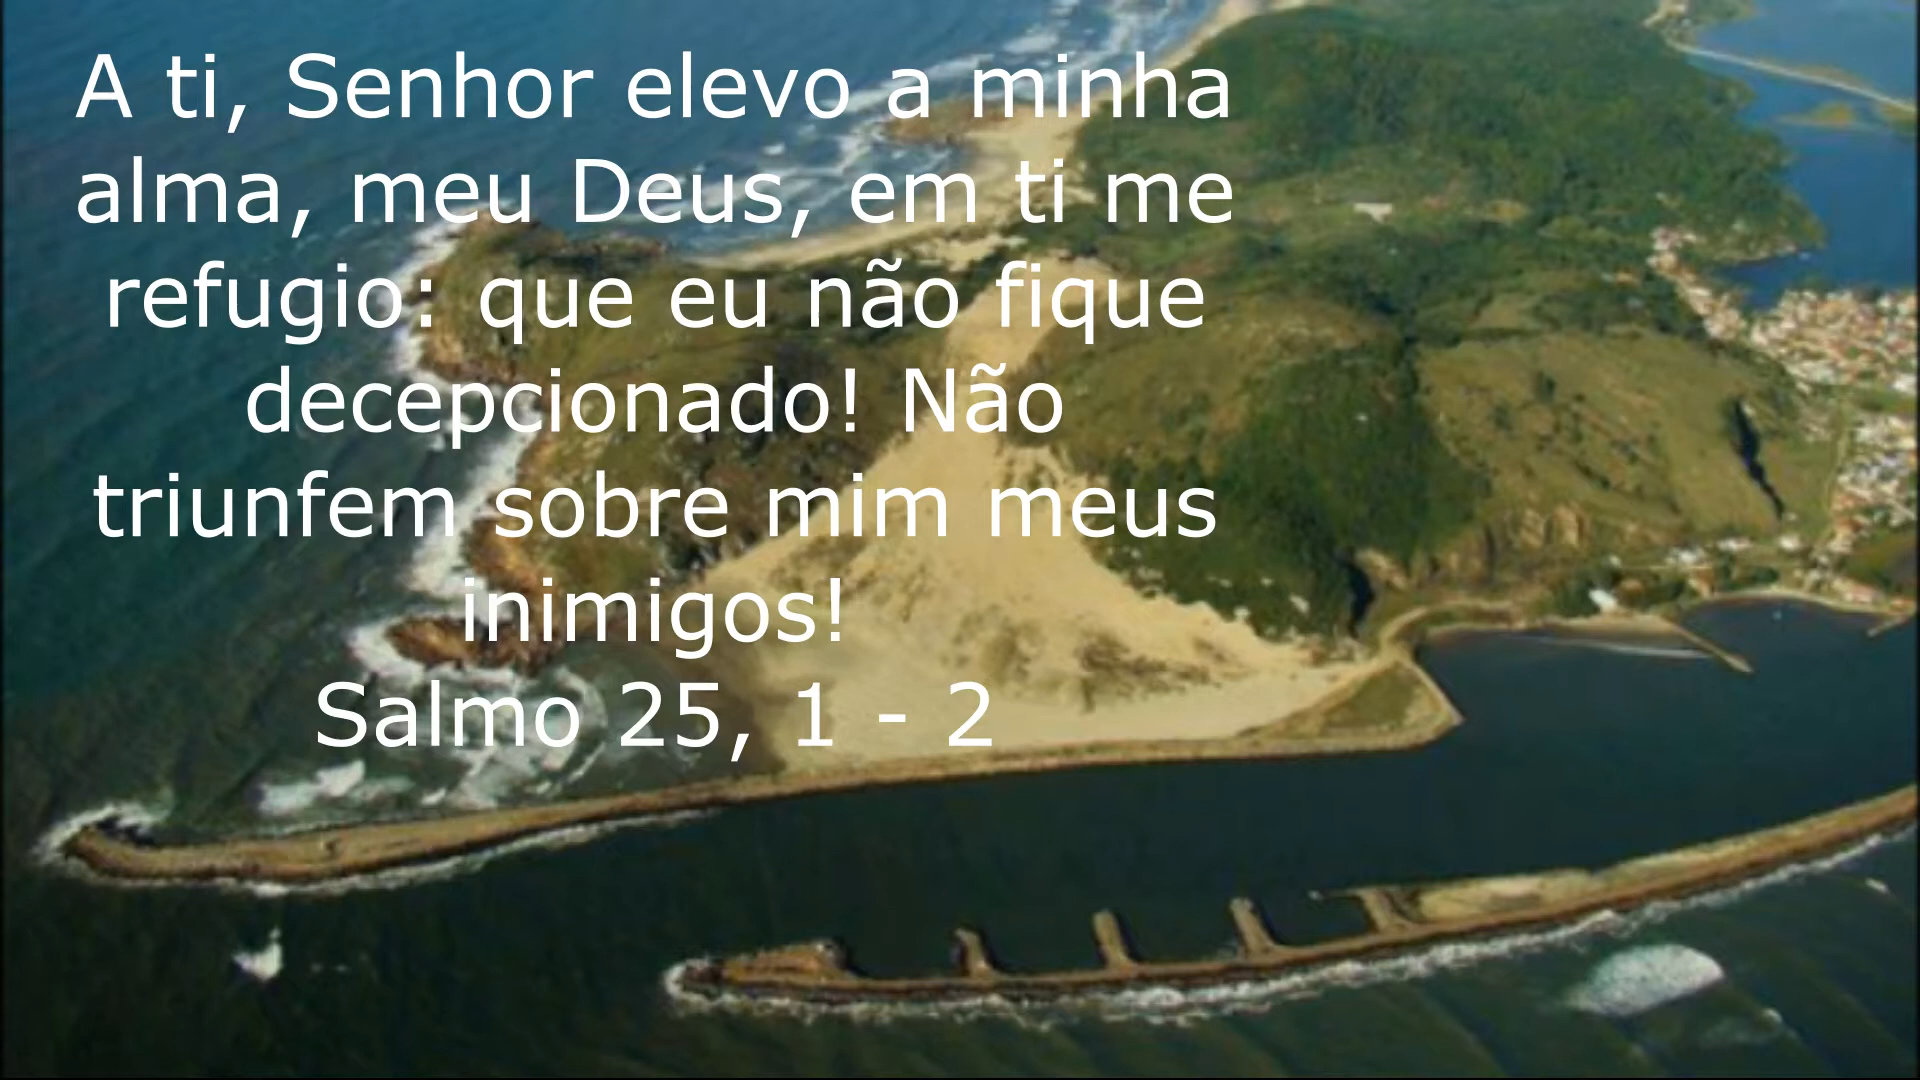 A ti, Senhor elevo a minha
alma, meu Deus, em ti me
refugio: que eu não fique
decepcionado! Não
triunfem sobre mim meus
inimigos!
Salmo 25, 1 - 2